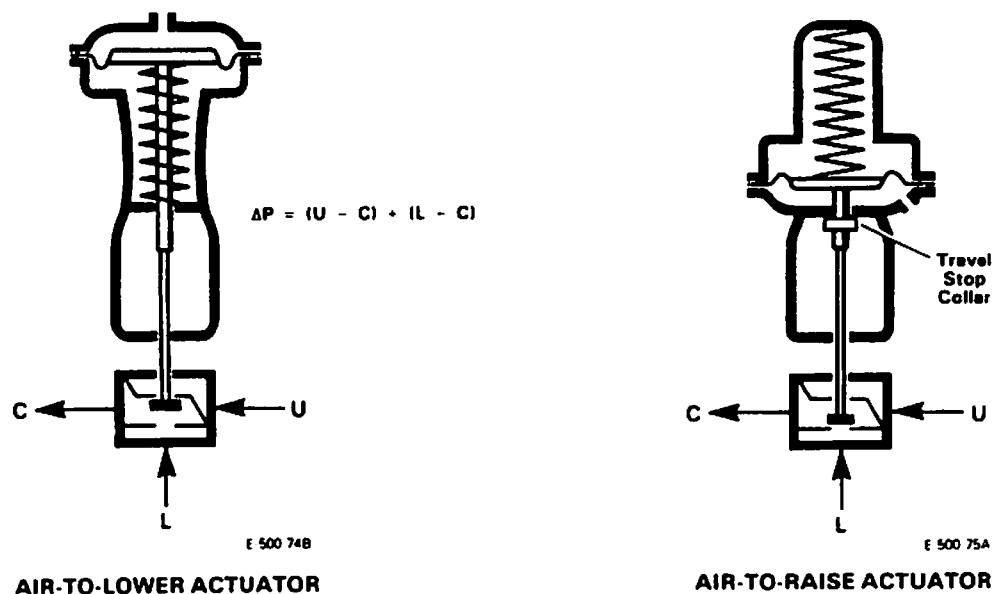 ΔP = (U - C) + (L - C)
Travel
Stop
Collar
C
U
L
C
U
L
E 500 74B
E 500 75A
AIR-TO-LOWER ACTUATOR
AIR-TO-RAISE ACTUATOR